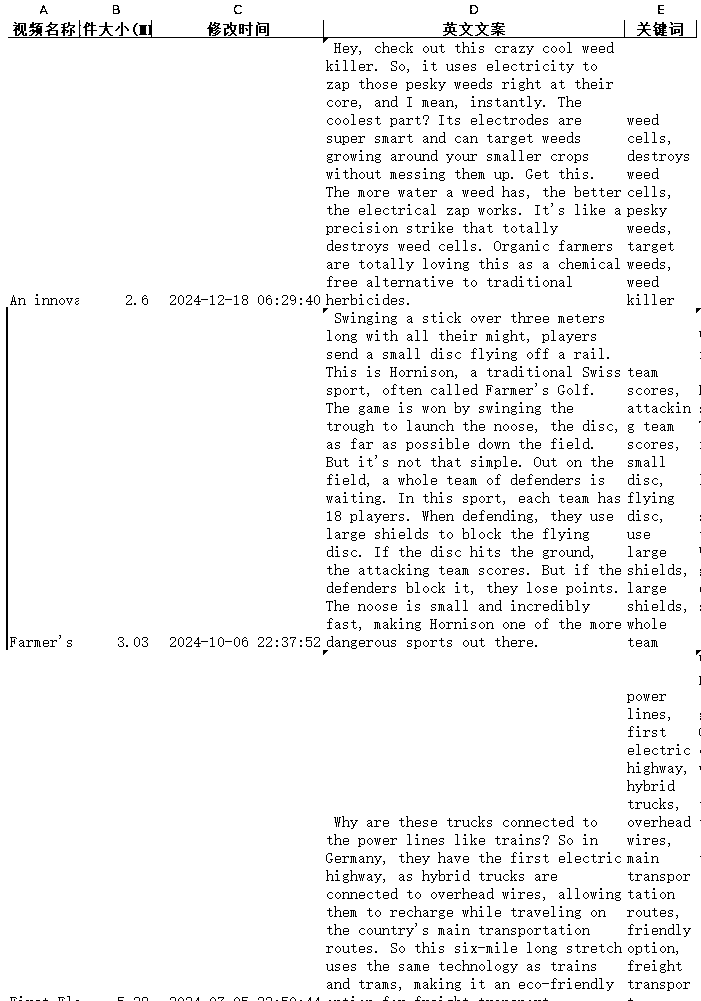 A B C D E
视频名称 件大小(M 修改时间 英文文案 关键词
Hey, check out this crazy cool weed
killer. So, it uses electricity to
zap those pesky weeds right at their
core, and I mean, instantly. The
coolest part? Its electrodes are
super smart and can target weeds
growing around your smaller crops
without messing them up. Get this.
The more water a weed has, the better
the electrical zap works. It's like a
precision strike that totally
destroys weed cells. Organic farmers
are totally loving this as a chemical
free alternative to traditional
herbicides.
weed
cells,
destroys
weed
cells,
pesky
weeds,
target
weeds,
weed
killer
An innova 2.6 2024-12-18 06:29:40
Swinging a stick over three meters
long with all their might, players
send a small disc flying off a rail.
This is Hornison, a traditional Swiss
sport, often called Farmer's Golf.
The game is won by swinging the
trough to launch the noose, the disc,
as far as possible down the field.
But it's not that simple. Out on the
field, a whole team of defenders is
waiting. In this sport, each team has
18 players. When defending, they use
large shields to block the flying
disc. If the disc hits the ground,
the attacking team scores. But if the
defenders block it, they lose points.
The noose is small and incredibly
fast, making Hornison one of the more
dangerous sports out there.
team
scores,
attackin
g team
scores,
small
disc,
flying
disc,
use
large
shields,
large
shields,
whole
team
Farmer's 3.03 2024-10-06 22:37:52
Why are these trucks connected to
the power lines like trains? So in
Germany, they have the first electric
highway, as hybrid trucks are
connected to overhead wires, allowing
them to recharge while traveling on
the country's main transportation
routes. So this six-mile long stretch
uses the same technology as trains
and trams, making it an eco-friendly
power
lines,
first
electric
highway,
hybrid
trucks,
overhead
wires,
main
transpor
tation
routes,
friendly
option,
freight
transpor